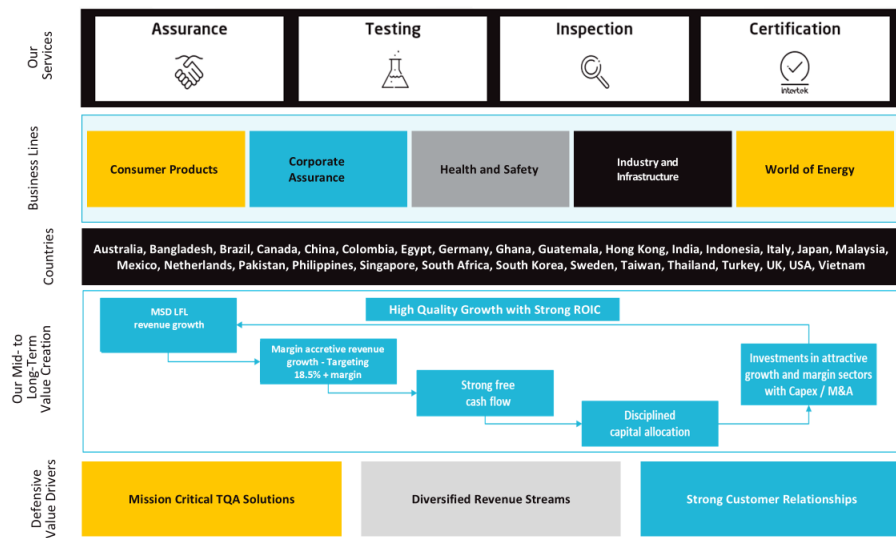 Our
Services
Assurance
Testing
Inspection
Certification
intertek
Business Lines
Consumer Products
Corporate
Assurance
Health and Safety
Industry and
Infrastructure
World of Energy
Countries
Australia, Bangladesh, Brazil, Canada, China, Colombia, Egypt, Germany, Ghana, Guatemala, Hong Kong, India, Indonesia, Italy, Japan, Malaysia,
Mexico, Netherlands, Pakistan, Philippines, Singapore, South Africa, South Korea, Sweden, Taiwan, Thailand, Turkey, UK, USA, Vietnam
Our Mid- to
Long-Term
Value Creation
MSD LFL
revenue growth
High Quality Growth with Strong ROIC
Margin accretive revenue
growth - Targeting
18.5% + margin
Strong free
cash flow
Disciplined
capital allocation
Investments in attractive
growth and margin sectors
with Capex / M&A
Defensive
Value Drivers
Mission Critical TQA Solutions
Diversified Revenue Streams
Strong Customer Relationships